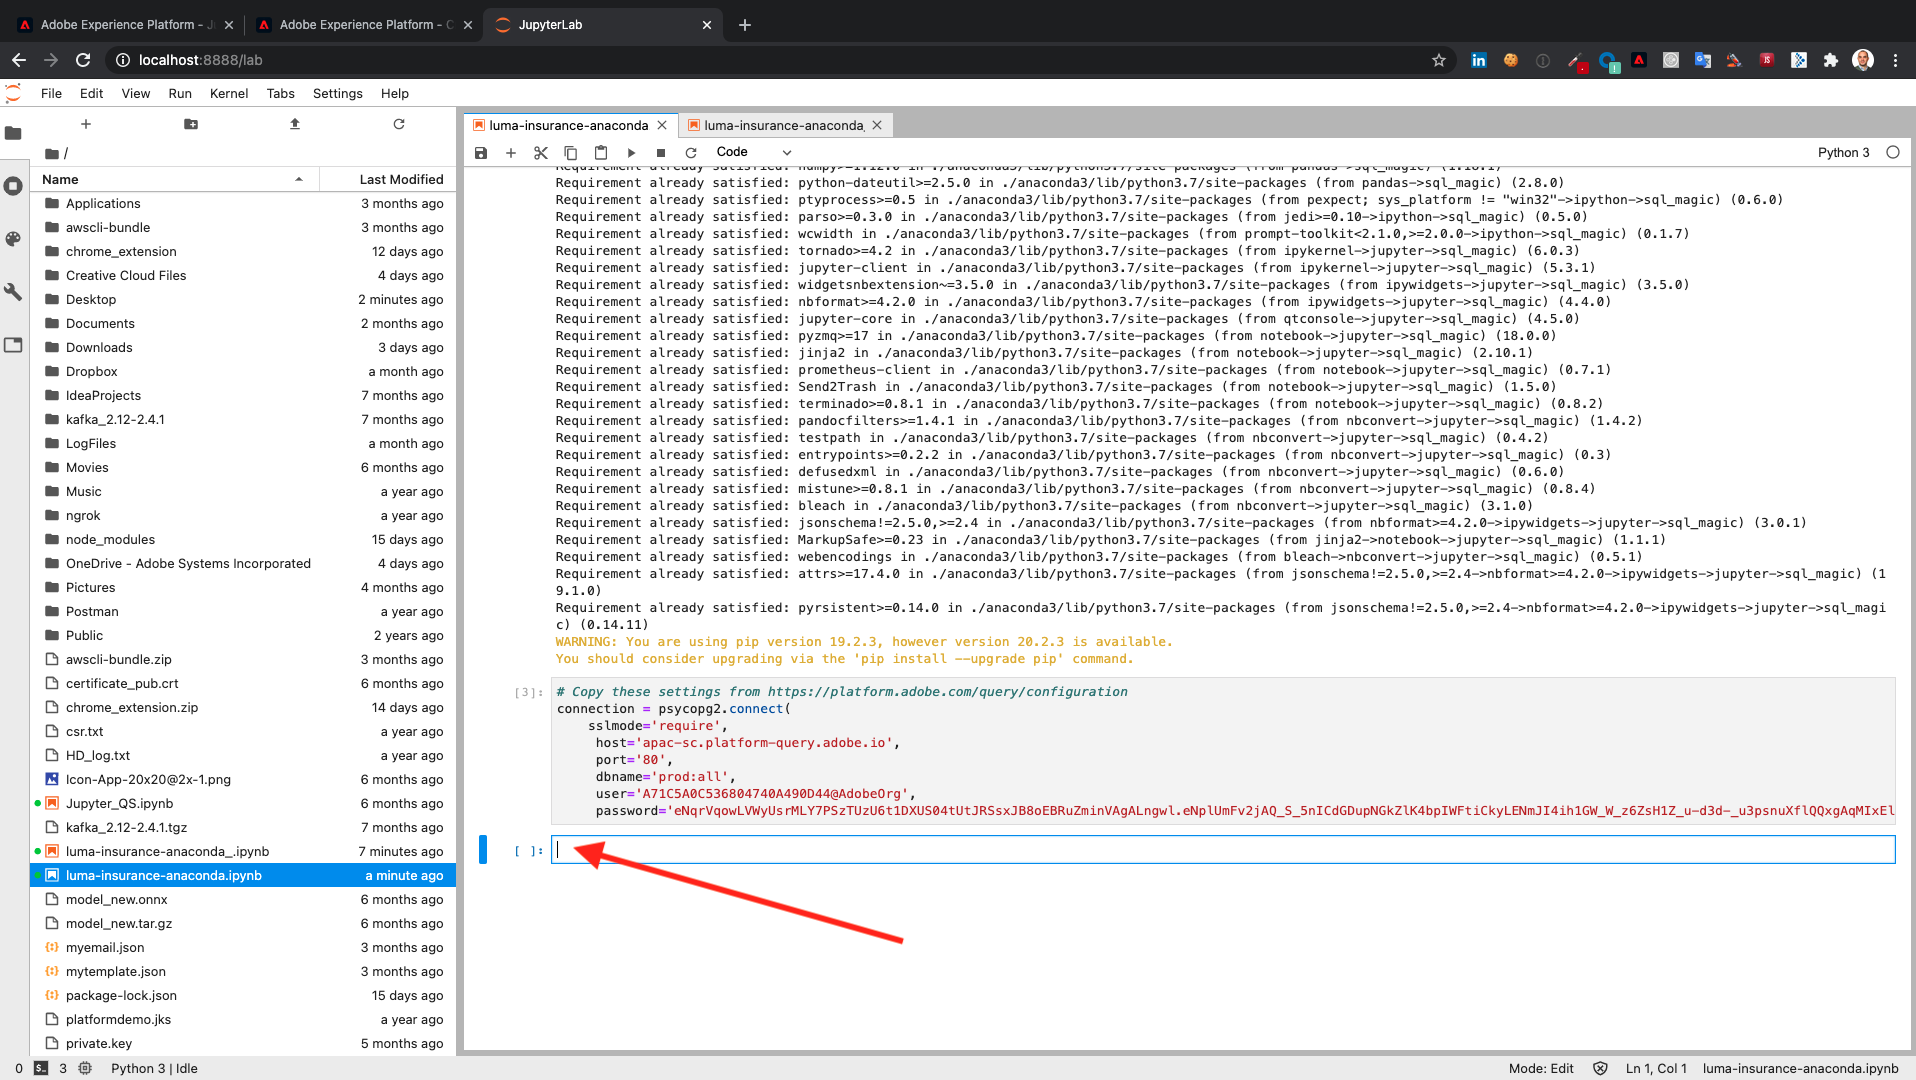 Adobe Experience Platform - J
Adobe Experience Platform - C
JupyterLab
localhost:8888/lab
File Edit View Run Kernel Tabs Settings Help
/
Name Last Modified
Applications 3 months ago
awscli-bundle 3 months ago
chrome_extension 12 days ago
Creative Cloud Files 4 days ago
Desktop 2 minutes ago
Documents 2 months ago
Downloads 3 days ago
Dropbox a month ago
IdeaProjects 7 months ago
kafka_2.12-2.4.1 7 months ago
LogFiles a month ago
Movies 6 months ago
Music a year ago
ngrok a year ago
node_modules 15 days ago
OneDrive - Adobe Systems Incorporated 4 days ago
Pictures 4 months ago
Postman a year ago
Public 2 years ago
awscli-bundle.zip 3 months ago
certificate_pub.crt 6 months ago
chrome_extension.zip 14 days ago
csr.txt a year ago
HD_log.txt a year ago
Icon-App-20x20@2x-1.png 6 months ago
Jupyter_QS.ipynb 6 months ago
kafka_2.12-2.4.1.tgz 7 months ago
luma-insurance-anaconda_.ipynb 7 minutes ago
luma-insurance-anaconda.ipynb a minute ago
model_new.onnx 6 months ago
model_new.tar.gz 6 months ago
myemail.json 3 months ago
mytemplate.json 3 months ago
package-lock.json 15 days ago
platformdemo.jks a year ago
private.key 5 months ago
luma-insurance-anaconda
luma-insurance-anaconda_
Code
Python 3
Requirement already satisfied: numpy>=1.12.0 in ./anaconda3/lib/python3.7/site-packages (from pandas->sql_magic) (1.16.1)
Requirement already satisfied: python-dateutil>=2.5.0 in ./anaconda3/lib/python3.7/site-packages (from pandas->sql_magic) (2.8.0)
Requirement already satisfied: ptyprocess>=0.5 in ./anaconda3/lib/python3.7/site-packages (from pexpect; sys_platform != "win32"->ipython->sql_magic) (0.6.0)
Requirement already satisfied: parso>=0.3.0 in ./anaconda3/lib/python3.7/site-packages (from jedi>=0.10->ipython->sql_magic) (0.5.0)
Requirement already satisfied: wcwidth in ./anaconda3/lib/python3.7/site-packages (from prompt-toolkit<2.1.0,>=2.0.0->ipython->sql_magic) (0.1.7)
Requirement already satisfied: tornado>=4.2 in ./anaconda3/lib/python3.7/site-packages (from ipykernel->jupyter->sql_magic) (6.0.3)
Requirement already satisfied: jupyter-client in ./anaconda3/lib/python3.7/site-packages (from ipykernel->jupyter->sql_magic) (5.3.1)
Requirement already satisfied: widgetsnbextension~=3.5.0 in ./anaconda3/lib/python3.7/site-packages (from ipywidgets->jupyter->sql_magic) (3.5.0)
Requirement already satisfied: nbformat>=4.2.0 in ./anaconda3/lib/python3.7/site-packages (from ipywidgets->jupyter->sql_magic) (4.4.0)
Requirement already satisfied: jupyter-core in ./anaconda3/lib/python3.7/site-packages (from qtconsole->jupyter->sql_magic) (4.5.0)
Requirement already satisfied: pyzmq>=17 in ./anaconda3/lib/python3.7/site-packages (from notebook->jupyter->sql_magic) (18.0.0)
Requirement already satisfied: jinja2 in ./anaconda3/lib/python3.7/site-packages (from notebook->jupyter->sql_magic) (2.10.1)
Requirement already satisfied: prometheus-client in ./anaconda3/lib/python3.7/site-packages (from notebook->jupyter->sql_magic) (0.7.1)
Requirement already satisfied: Send2Trash in ./anaconda3/lib/python3.7/site-packages (from notebook->jupyter->sql_magic) (1.5.0)
Requirement already satisfied: terminado>=0.8.1 in ./anaconda3/lib/python3.7/site-packages (from notebook->jupyter->sql_magic) (0.8.2)
Requirement already satisfied: pandocfilters>=1.4.1 in ./anaconda3/lib/python3.7/site-packages (from nbconvert->jupyter->sql_magic) (1.4.2)
Requirement already satisfied: testpath in ./anaconda3/lib/python3.7/site-packages (from nbconvert->jupyter->sql_magic) (0.4.2)
Requirement already satisfied: entrypoints>=0.2.2 in ./anaconda3/lib/python3.7/site-packages (from nbconvert->jupyter->sql_magic) (0.3)
Requirement already satisfied: defusedxml in ./anaconda3/lib/python3.7/site-packages (from nbconvert->jupyter->sql_magic) (0.6.0)
Requirement already satisfied: mistune>=0.8.1 in ./anaconda3/lib/python3.7/site-packages (from nbconvert->jupyter->sql_magic) (0.8.4)
Requirement already satisfied: bleach in ./anaconda3/lib/python3.7/site-packages (from nbconvert->jupyter->sql_magic) (3.1.0)
Requirement already satisfied: jsonschema!=2.5.0,>=2.4 in ./anaconda3/lib/python3.7/site-packages (from nbformat>=4.2.0->ipywidgets->jupyter->sql_magic) (3.0.1)
Requirement already satisfied: MarkupSafe>=0.23 in ./anaconda3/lib/python3.7/site-packages (from jinja2->notebook->jupyter->sql_magic) (1.1.1)
Requirement already satisfied: webencodings in ./anaconda3/lib/python3.7/site-packages (from bleach->nbconvert->jupyter->sql_magic) (0.5.1)
Requirement already satisfied: attrs>=17.4.0 in ./anaconda3/lib/python3.7/site-packages (from jsonschema!=2.5.0,>=2.4->nbformat>=4.2.0->ipywidgets->jupyter->sql_magic) (1
9.1.0)
Requirement already satisfied: pyrsistent>=0.14.0 in ./anaconda3/lib/python3.7/site-packages (from jsonschema!=2.5.0,>=2.4->nbformat>=4.2.0->ipywidgets->jupyter->sql_magi
c) (0.14.11)
WARNING: You are using pip version 19.2.3, however version 20.2.3 is available.
You should consider upgrading via the 'pip install --upgrade pip' command.
[3]: # Copy these settings from https://platform.adobe.com/query/configuration
connection = psycopg2.connect(
sslmode='require',
host='apac-sc.platform-query.adobe.io',
port='80',
dbname='prod:all',
user='A71C5A0C536804740A490D44@AdobeOrg',
password='eNqrVqowLVWyUsrMLY7PSzTUzU6t1DXUS04tUtJRSsxJB8oEBRuZminVAgALngwl.eNplUmFv2jAQ_S_5nICdGDupNGkZlK4bpIWFtiCkyLENmJI4ih1GW_W_z6ZsH1Z_u-d3d-_u3psnuXflQQxgAqMIxEl
[ ]:
0 3 Python 3 | Idle
Mode: Edit Ln 1, Col 1 luma-insurance-anaconda.ipynb